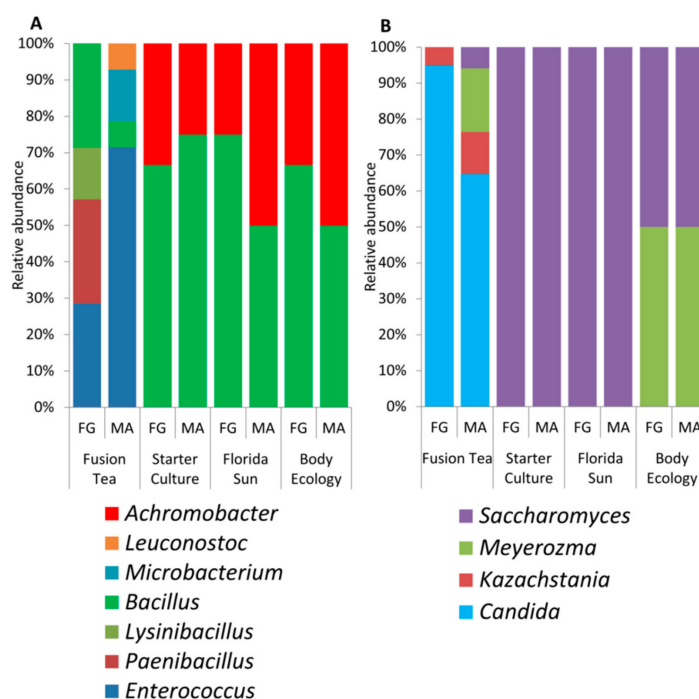 A
Relative abundance
100%
90%
80%
70%
60%
50%
40%
30%
20%
10%
0%
FG MA FG MA FG MA FG MA
Fusion Tea
Starter Culture
Florida Sun
Body Ecology
Achromobacter
Leuconostoc
Microbacterium
Bacillus
Lysinibacillus
Paenibacillus
Enterococcus
B
Relative abundance
100%
90%
80%
70%
60%
50%
40%
30%
20%
10%
0%
FG MA FG MA FG MA FG MA
Fusion Tea
Starter Culture
Florida Sun
Body Ecology
Saccharomyces
Meyerozma
Kazachstania
Candida